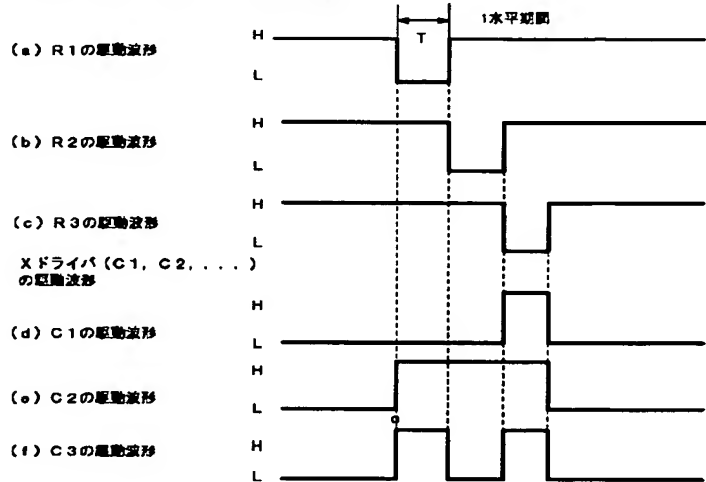 1水平期間
T
(a) R1の駆動波形
H
L
(b) R2の駆動波形
H
L
(c) R3の駆動波形
H
L
Xドライバ(C1, C2, . . . . )
の駆動波形
(d) C1の駆動波形
H
L
(e) C2の駆動波形
H
L
(f) C3の駆動波形
H
L